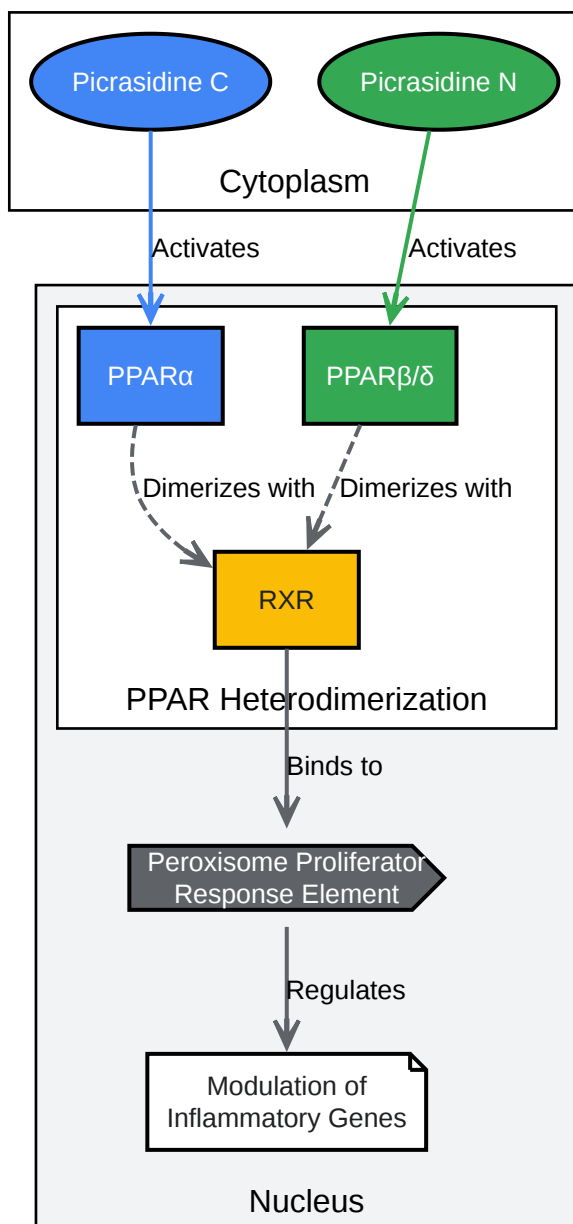 Picrasidine C
Picrasidine N
Cytoplasm
Activates
Activates
PPARα
PPARβ/δ
Dimerizes with
Dimerizes with
RXR
PPAR Heterodimerization
Binds to
Peroxisome Proliferator
Response Element
Regulates
Modulation of
Inflammatory Genes
Nucleus